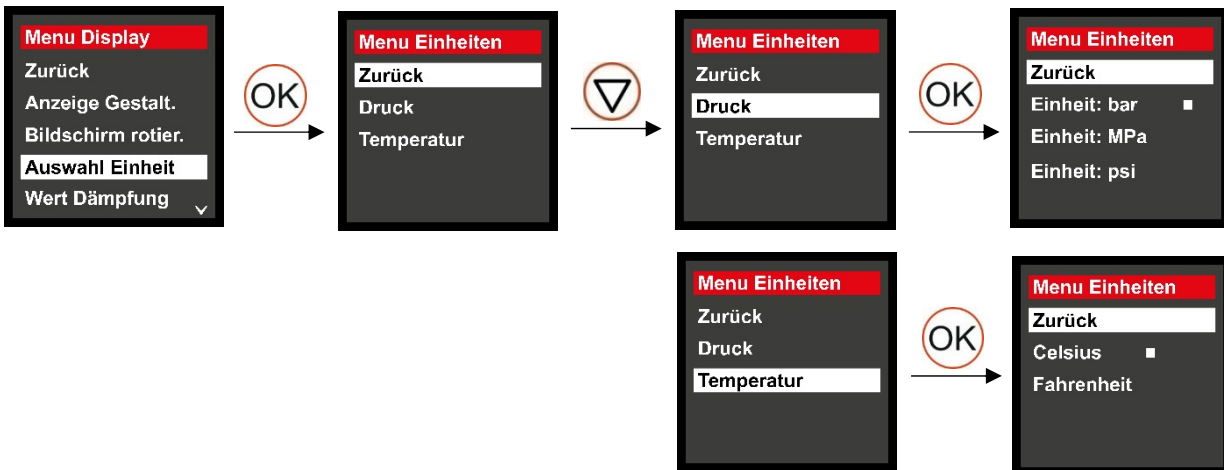 Menu Display
Zurück
Anzeige Gestalt.
Bildschirm rotier.
Auswahl Einheit
Wert Dämpfung
OK
Menu Einheiten
Zurück
Druck
Temperatur
Menu Einheiten
Zurück
Druck
Temperatur
OK
Menu Einheiten
Zurück
Einheit: bar
Einheit: MPa
Einheit: psi
Menu Einheiten
Zurück
Druck
Temperatur
OK
Menu Einheiten
Zurück
Celsius
Fahrenheit